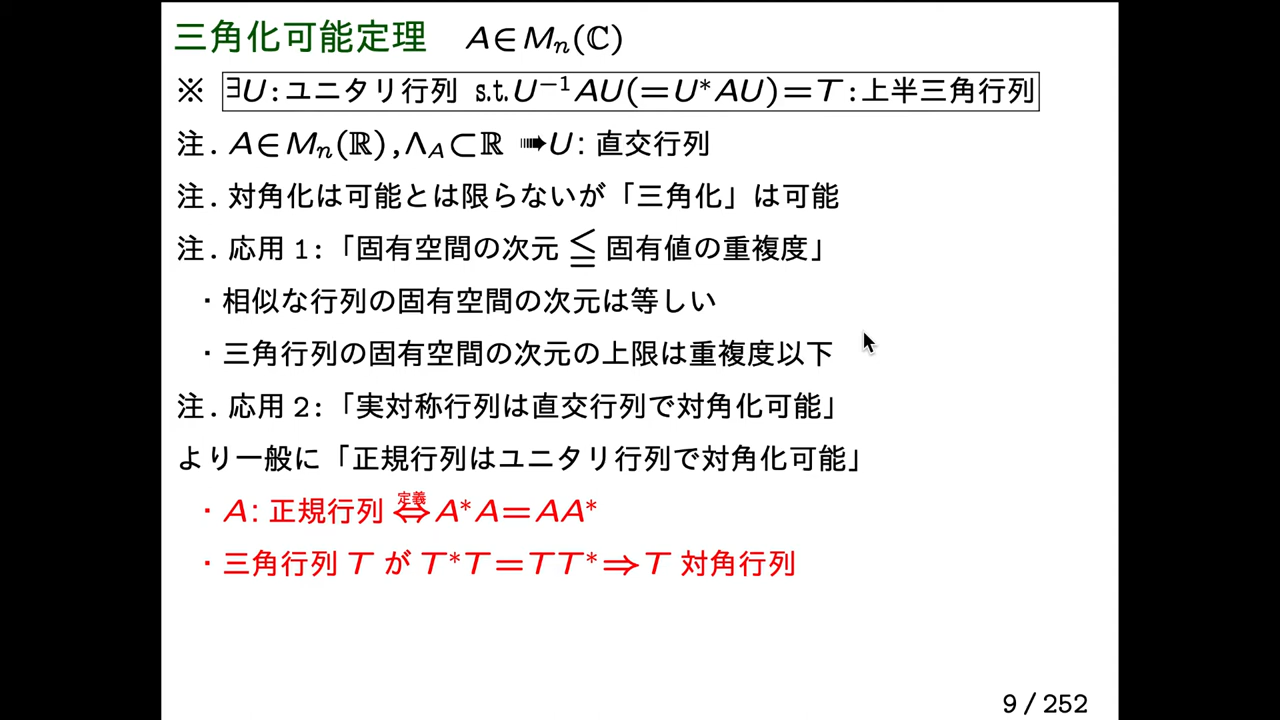 三角化可能定理 A∈Mₙ(ℂ)
※ ∃U:ユニタリ行列 s.t.U⁻¹AU(=U*AU)=T:上半三角行列
注. A∈Mₙ(ℝ),Λ_A⊂ℝ ➠U: 直交行列
注. 対角化は可能とは限らないが「三角化」は可能
注. 応用 1:「固有空間の次元 ≦ 固有値の重複度」
・相似な行列の固有空間の次元は等しい
・三角行列の固有空間の次元の上限は重複度以下
注. 応用 2:「実対称行列は直交行列で対角化可能」
より一般に「正規行列はユニタリ行列で対角化可能」
・A: 正規行列 定義⇔ A*A=AA*
・三角行列 T が T*T=TT*⇒T 対角行列
9 / 252